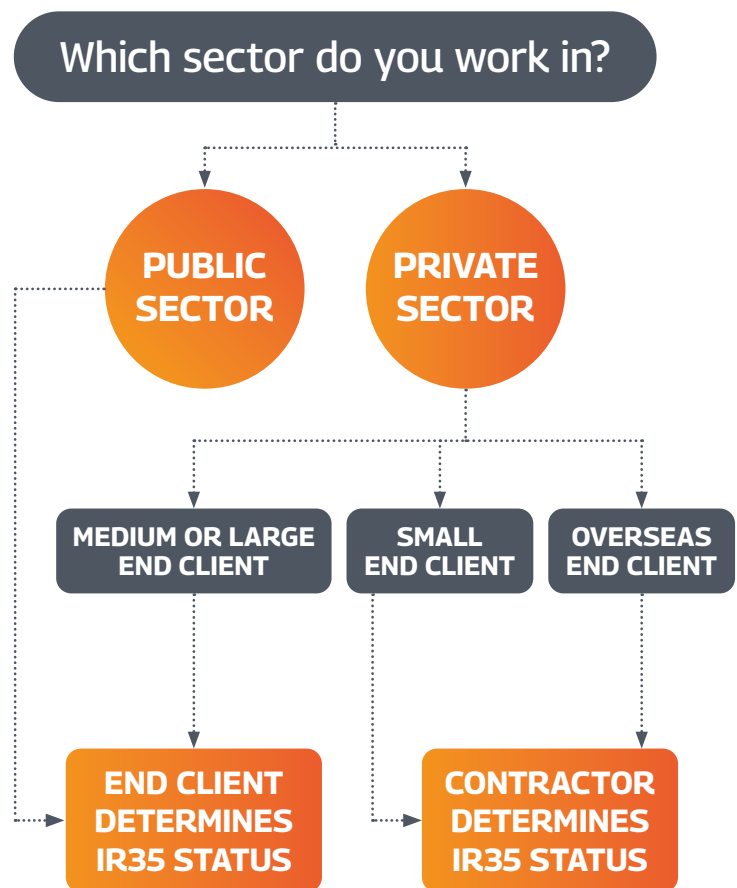 Which sector do you work in?
PUBLIC
SECTOR
PRIVATE
SECTOR
MEDIUM OR LARGE
END CLIENT
SMALL
END CLIENT
OVERSEAS
END CLIENT
END CLIENT
DETERMINES
IR35 STATUS
CONTRACTOR
DETERMINES
IR35 STATUS